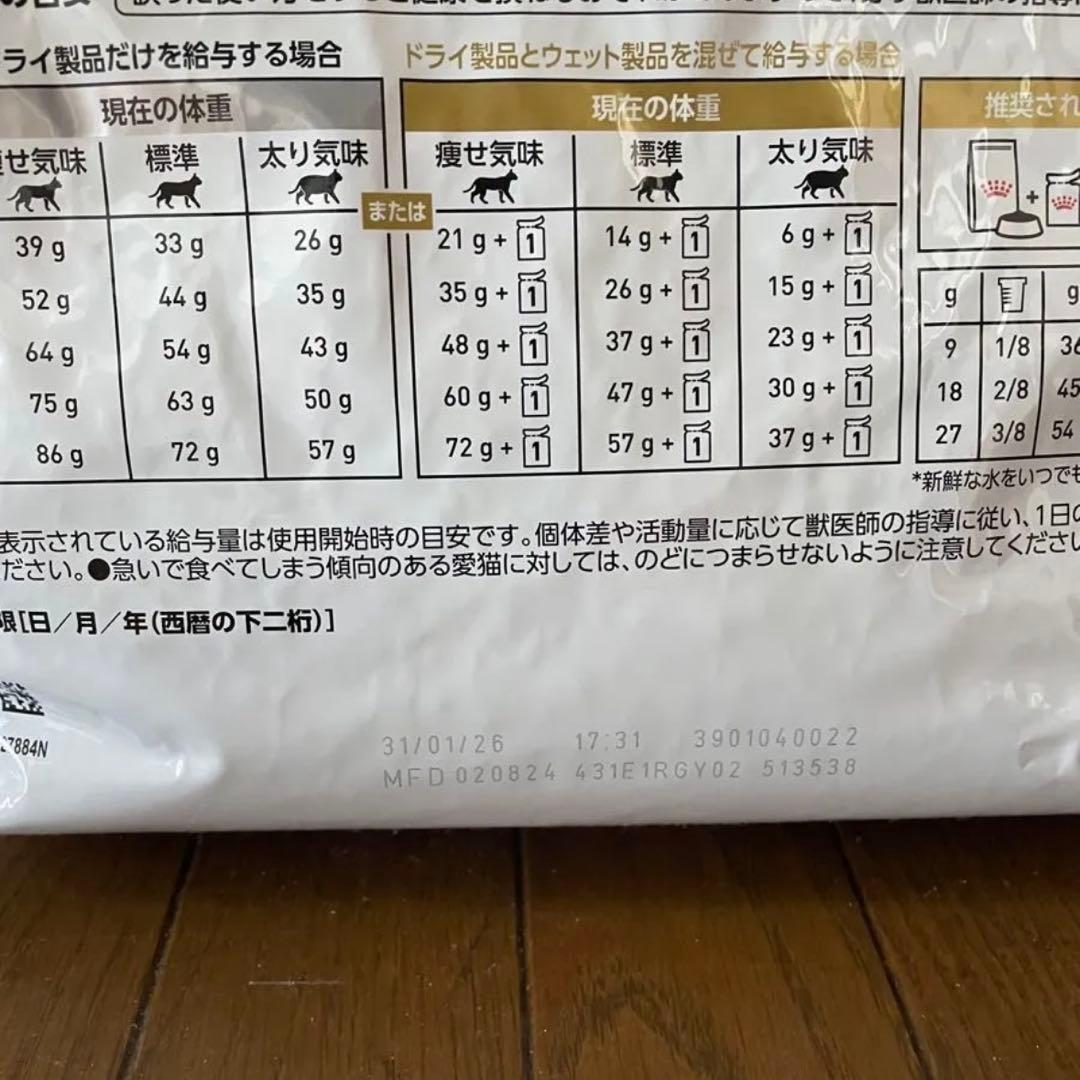 ライ製品だけを給与する場合
ドライ製品とウェット製品を混ぜて給与する場合
現在の体重
現在の体重
推奨され
せ気味 標準 太り気味
または
痩せ気味 標準 太り気味
39 g 33 g 26 g 21 g + 1 14 g + 1 6 g + 1
52 g 44 g 35 g 35 g + 1 26 g + 1 15 g + 1
64 g 54 g 43 g 48 g + 1 37 g + 1 23 g + 1
75 g 63 g 50 g 60 g + 1 47 g + 1 30 g + 1
86 g 72 g 57 g 72 g + 1 57 g + 1 37 g + 1
+
g g
9 1/8 36
18 2/8 45
27 3/8 54
*新鮮な水をいつでも
表示されている給与量は使用開始時の目安です。個体差や活動量に応じて獣医師の指導に従い、1日の
ださい。●急いで食べてしまう傾向のある愛猫に対しては、のどにつまらせないように注意してください
限[日/月/年(西暦の下二桁)]
7884N
31/01/26 17:31 3901040022
MFD 020824 431E1RGY02 513538